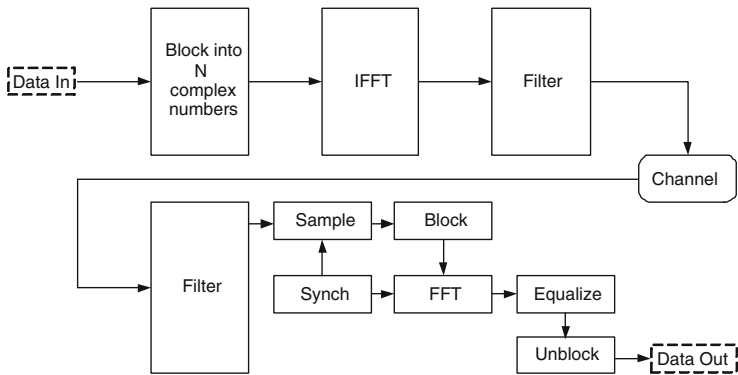 Data In
Block into
N
complex
numbers
IFFT
Filter
Channel
Filter
Sample
Block
Synch
FFT
Equalize
Unblock
Data Out